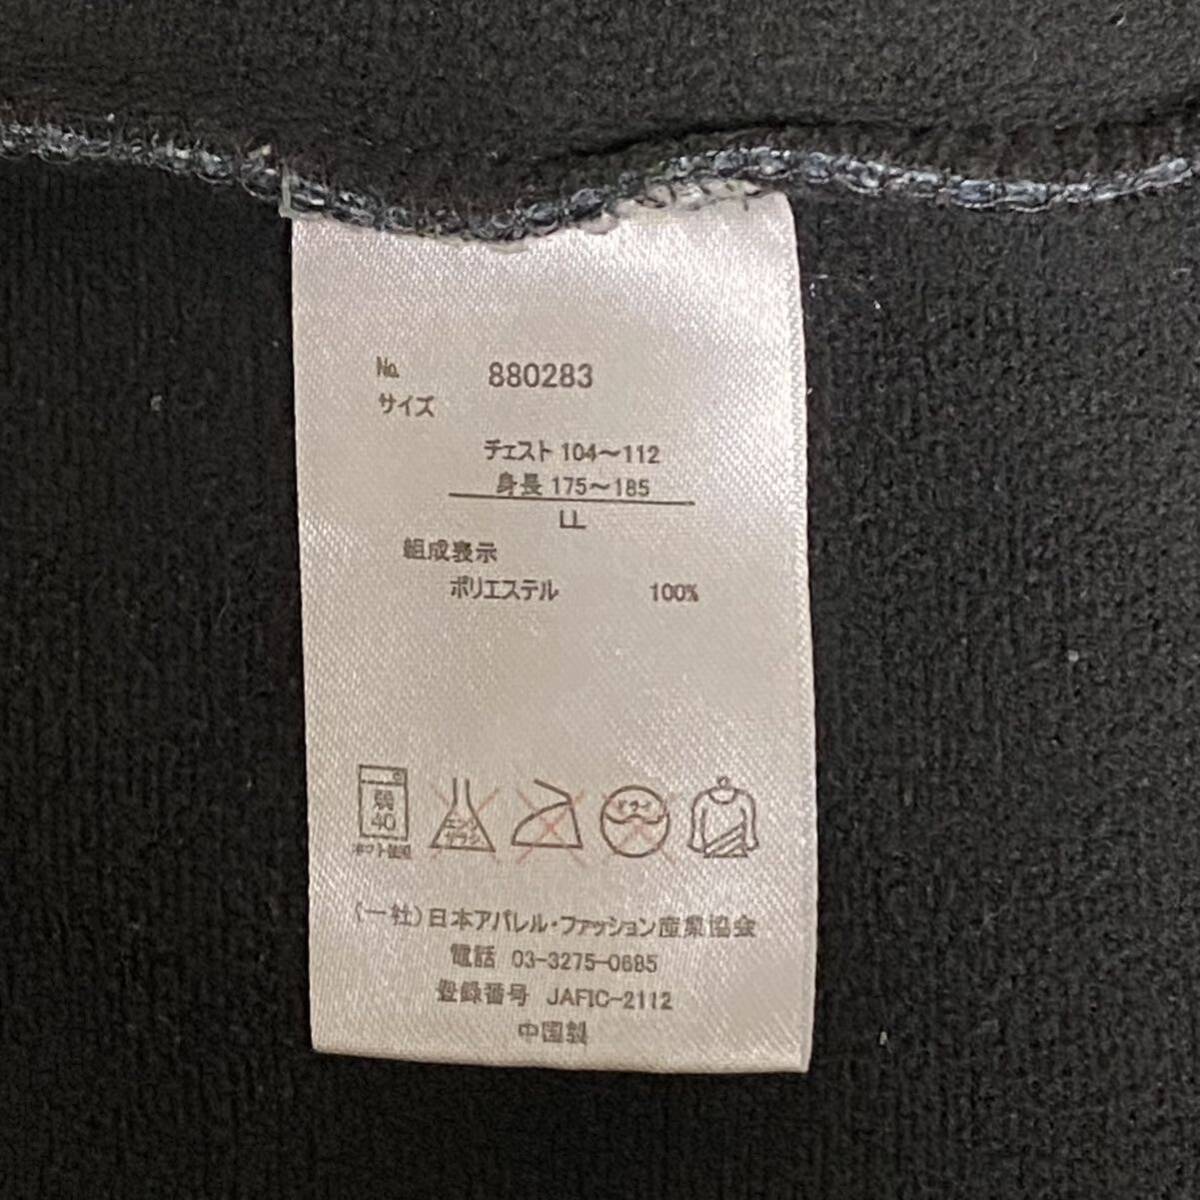 No. 880283
サイズ
チェスト 104～112
身長 175～185
LL
組成表示
ポリエステル 100%
弱
40
ネット使用
エンソ
サラシ
ドライ
(一社)日本アパレル・ファッション産業協会
電話 03-3275-0685
登録番号 JAFIC-2112
中国製